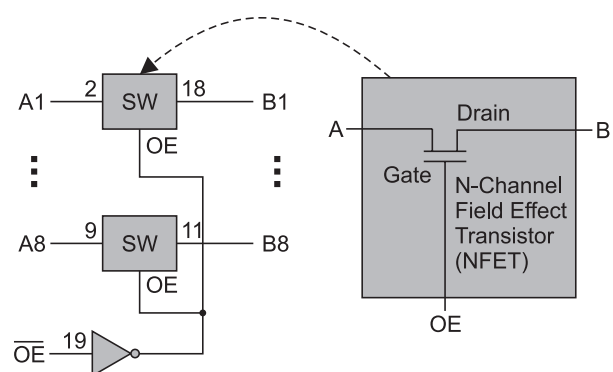 A1 2 SW 18 B1
OE
A8 9 SW 11 B8
OE
OE 19
A Drain B
Gate N-Channel
Field Effect
Transistor
(NFET)
OE